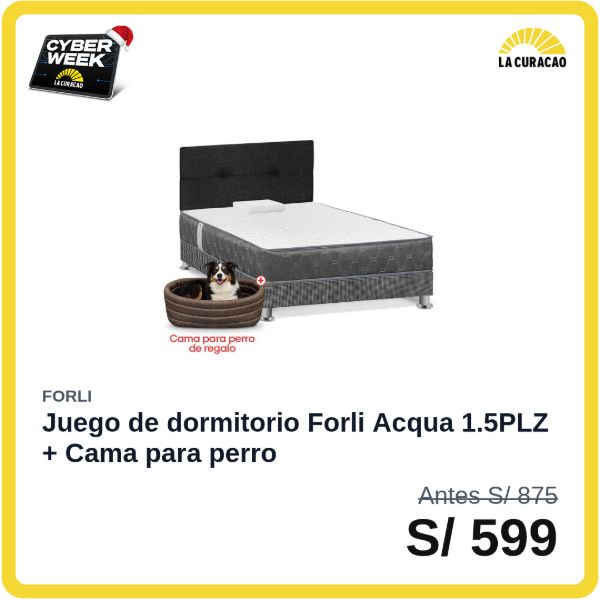 CYBER
WEEK
LA CURACAO
LA CURACAO
+
Cama para perro
de regalo
FORLI
Juego de dormitorio Forli Acqua 1.5PLZ
+ Cama para perro
Antes S/ 875
S/ 599